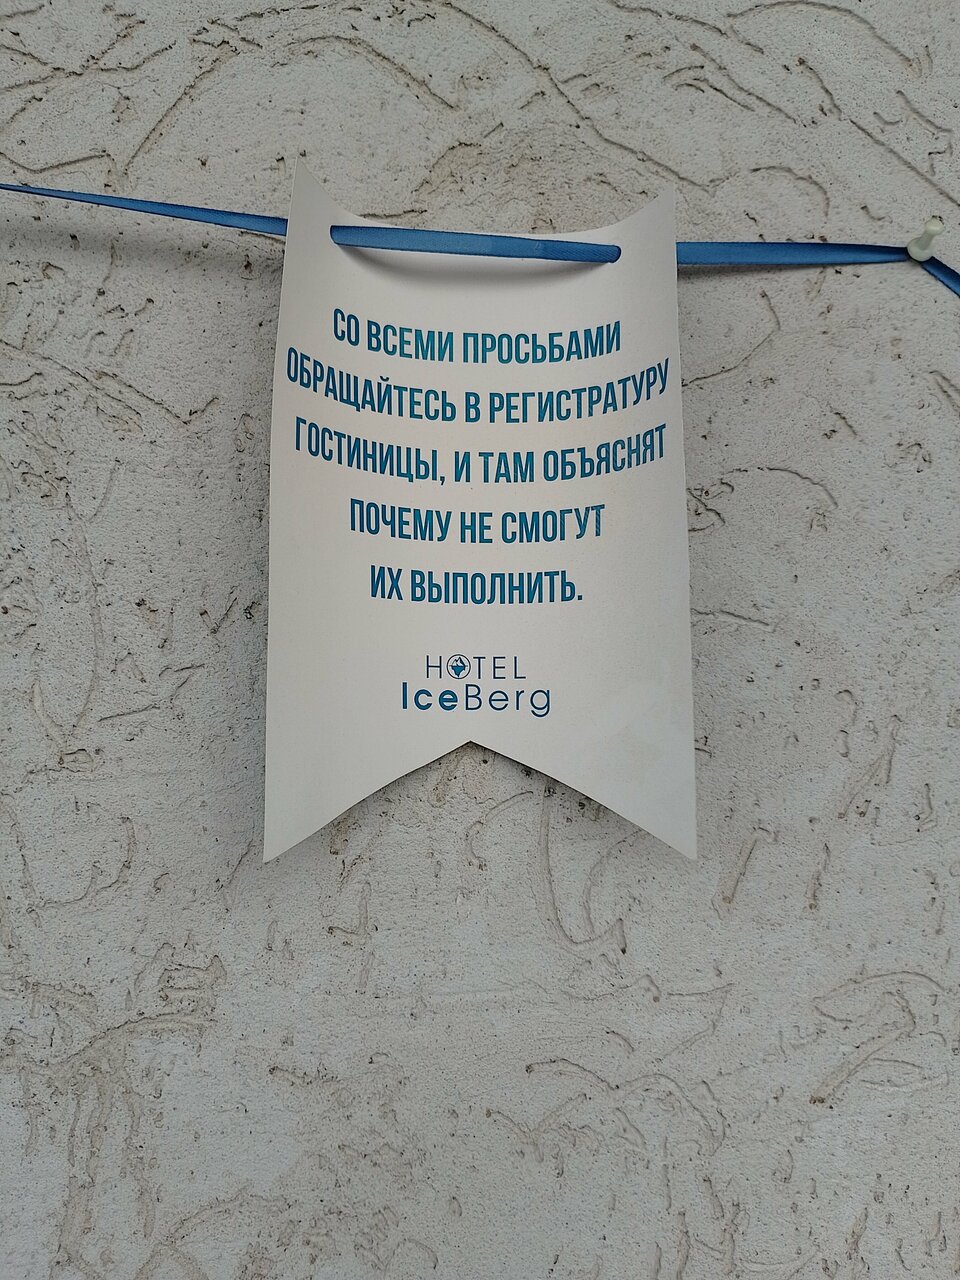 СО ВСЕМИ ПРОСЬБАМИ
ОБРАЩАЙТЕСЬ В РЕГИСТРАТУРУ
ГОСТИНИЦЫ, И ТАМ ОБЪЯСНЯТ
ПОЧЕМУ НЕ СМОГУТ
ИХ ВЫПОЛНИТЬ.
HOTEL
IceBerg